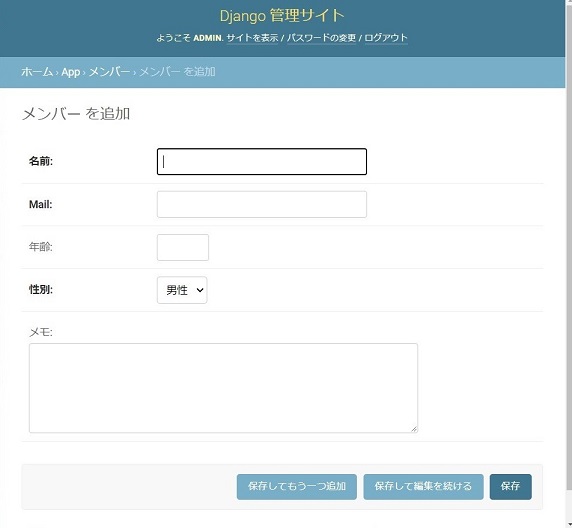 Django 管理サイト
ようこそ ADMIN. サイトを表示 / パスワードの変更 / ログアウト
ホーム › App › メンバー › メンバー を追加
メンバー を追加
名前:
Mail:
年齢:
性別: 男性
メモ:
保存してもう一つ追加 保存して編集を続ける 保存